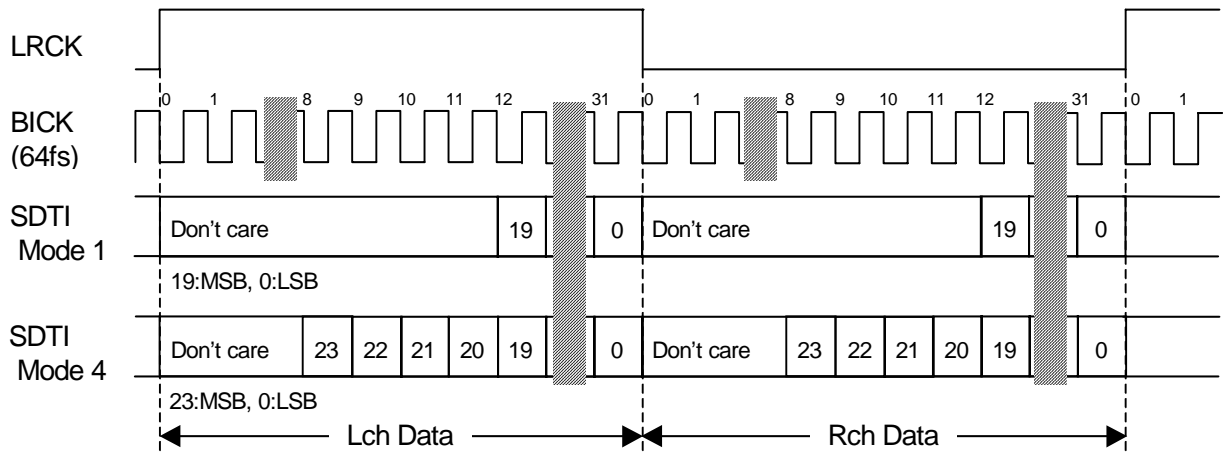 LRCK
0 1 8 9 10 11 12 31 0 1 8 9 10 11 12 31 0 1
BICK
(64fs)
SDTI
Mode 1
Don't care 19 0 Don't care 19 0
19:MSB, 0:LSB
SDTI
Mode 4
Don't care 23 22 21 20 19 0 Don't care 23 22 21 20 19 0
23:MSB, 0:LSB
Lch Data Rch Data